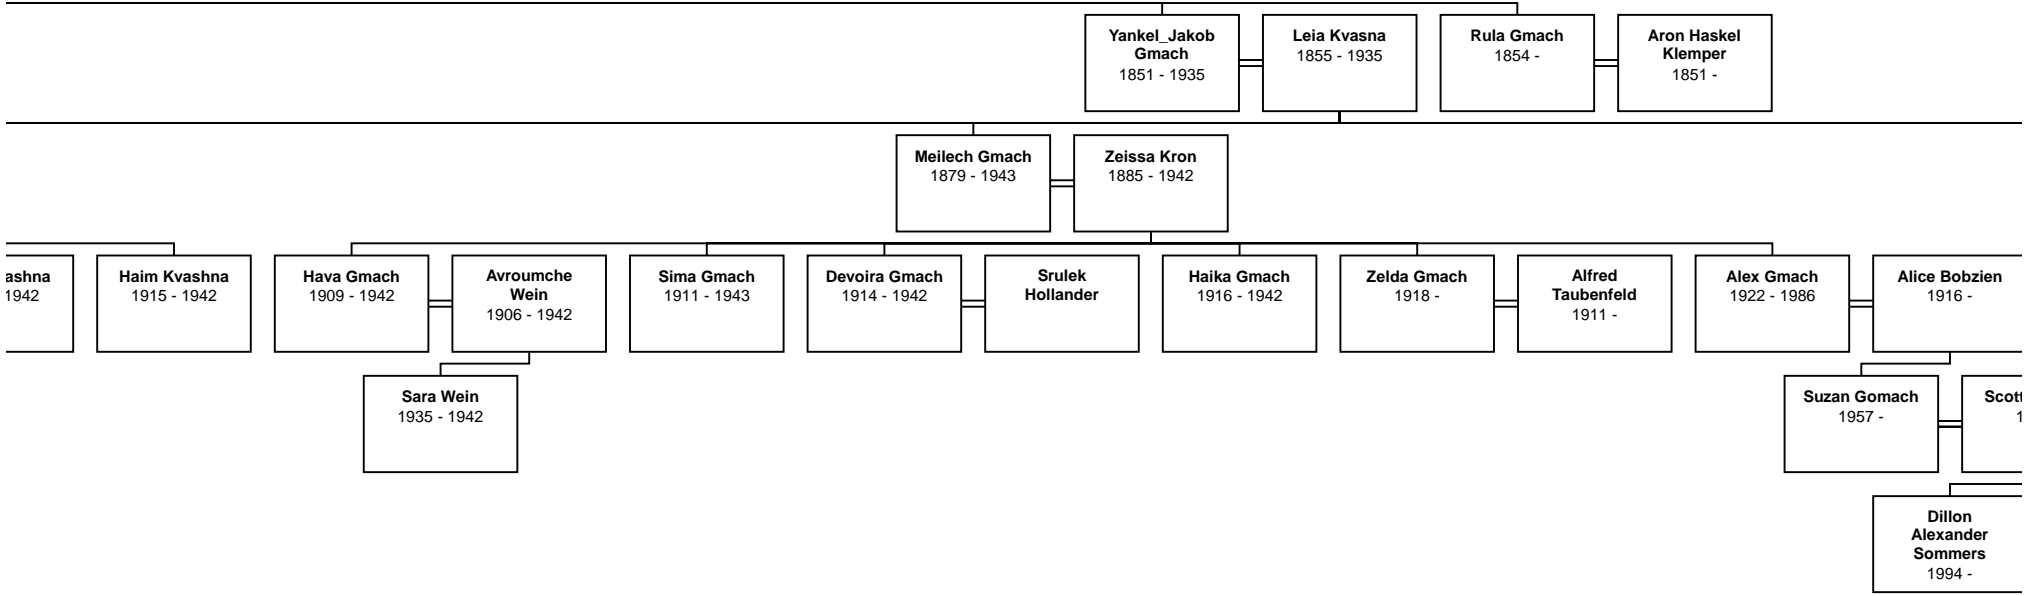 Yankel_Jakob
Gmach
1851 - 1935
Leia Kvasna
1855 - 1935
Rula Gmach
1854 -
Aron Haskel
Klemper
1851 -
Meilech Gmach
1879 - 1943
Zeissa Kron
1885 - 1942
ashna
1942
Haim Kvashna
1915 - 1942
Hava Gmach
1909 - 1942
Avroumche
Wein
1906 - 1942
Sima Gmach
1911 - 1943
Devoira Gmach
1914 - 1942
Srulek
Hollander
Haika Gmach
1916 - 1942
Zelda Gmach
1918 -
Alfred
Taubenfeld
1911 -
Alex Gmach
1922 - 1986
Alice Bobzien
1916 -
Sara Wein
1935 - 1942
Suzan Gomach
1957 -
Scott
1
Dillon
Alexander
Sommers
1994 -